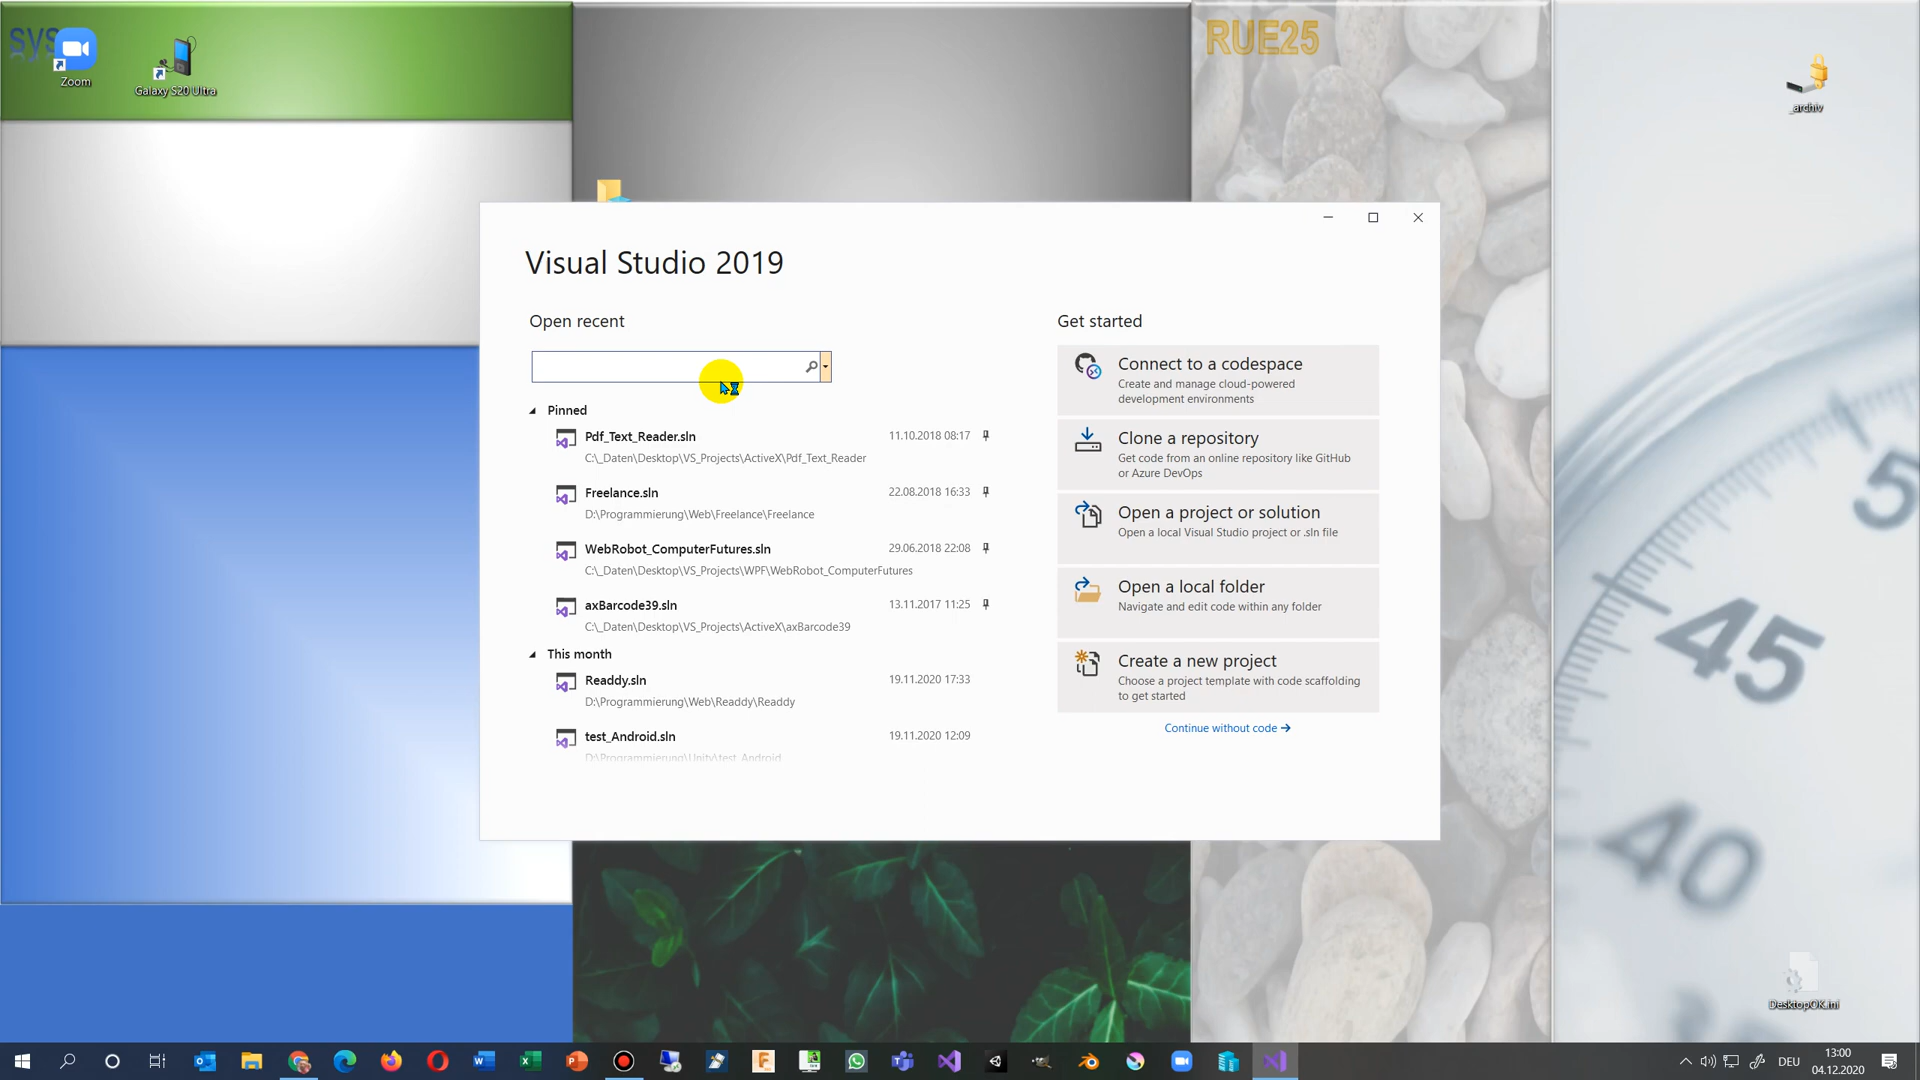 Zoom
Galaxy S20 Ultra
RUE25
_archiv
Visual Studio 2019
Open recent
Get started
Pinned
Pdf_Text_Reader.sln
11.10.2018 08:17
C:\_Daten\Desktop\VS_Projects\ActiveX\Pdf_Text_Reader
Freelance.sln
22.08.2018 16:33
D:\Programmierung\Web\Freelance\Freelance
WebRobot_ComputerFutures.sln
29.06.2018 22:08
C:\_Daten\Desktop\VS_Projects\WPF\WebRobot_ComputerFutures
axBarcode39.sln
13.11.2017 11:25
C:\_Daten\Desktop\VS_Projects\ActiveX\axBarcode39
This month
Readdy.sln
19.11.2020 17:33
D:\Programmierung\Web\Readdy\Readdy
test_Android.sln
19.11.2020 12:09
D:\Programmierung\Unity\test_Android
Connect to a codespace
Create and manage cloud-powered
development environments
Clone a repository
Get code from an online repository like GitHub
or Azure DevOps
Open a project or solution
Open a local Visual Studio project or .sln file
Open a local folder
Navigate and edit code within any folder
Create a new project
Choose a project template with code scaffolding
to get started
Continue without code →
5
45
40
DesktopOK.ini
DEU
13:00
04.12.2020